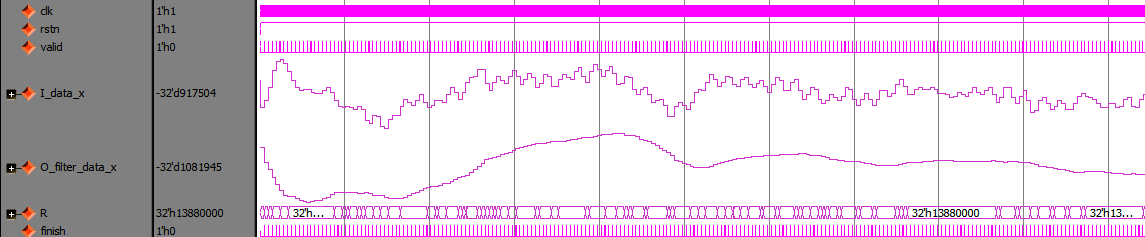 clk 1'h1
rstn 1'h1
valid 1'h0
I_data_x -32'd917504
O_filter_data_x -32'd1081945
R 32'h13880000 32'h... 32'h13880000 32'h13...
finish 1'h0